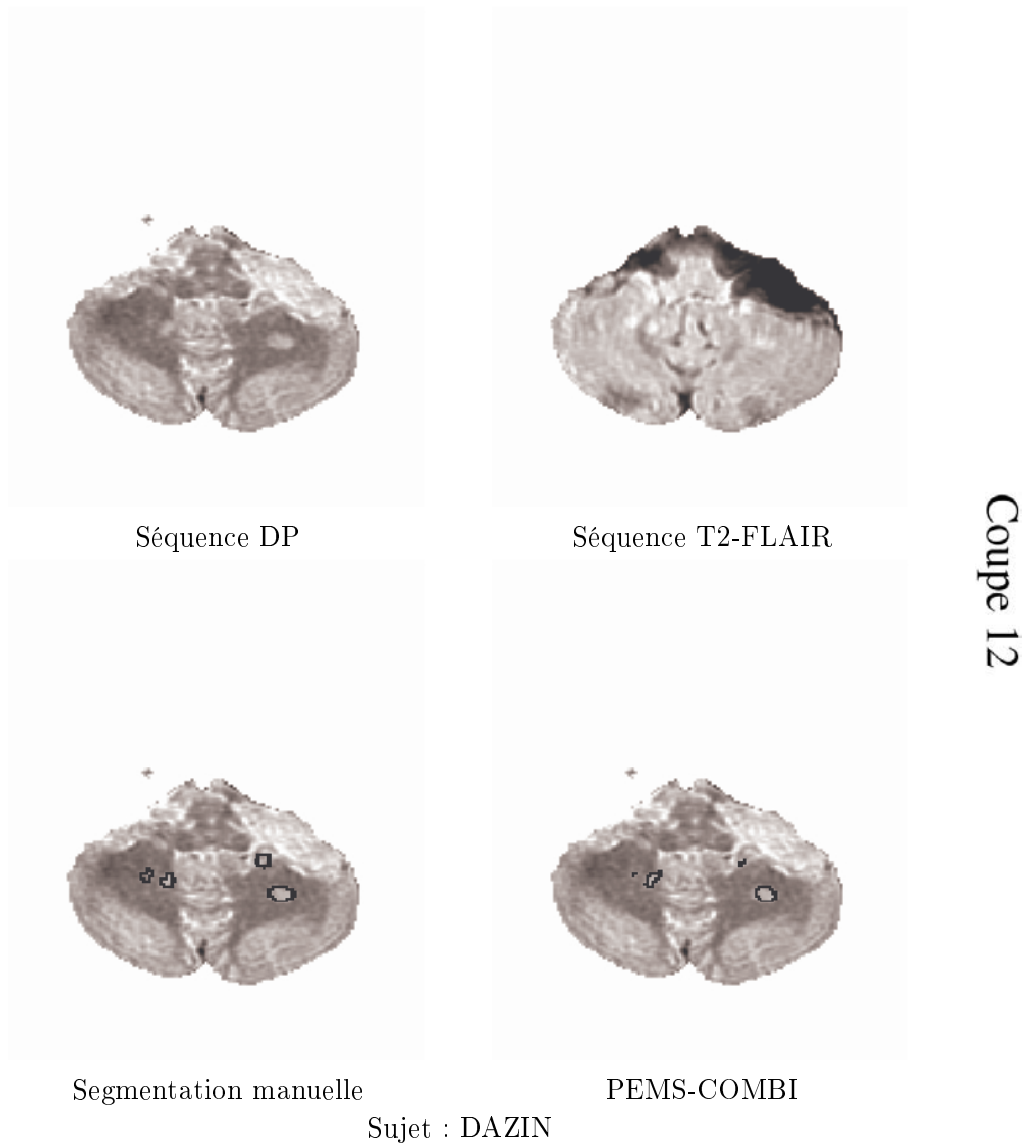 Séquence DP
Séquence T2-FLAIR
Coupe 12
Segmentation manuelle
PEMS-COMBI
Sujet : DAZIN